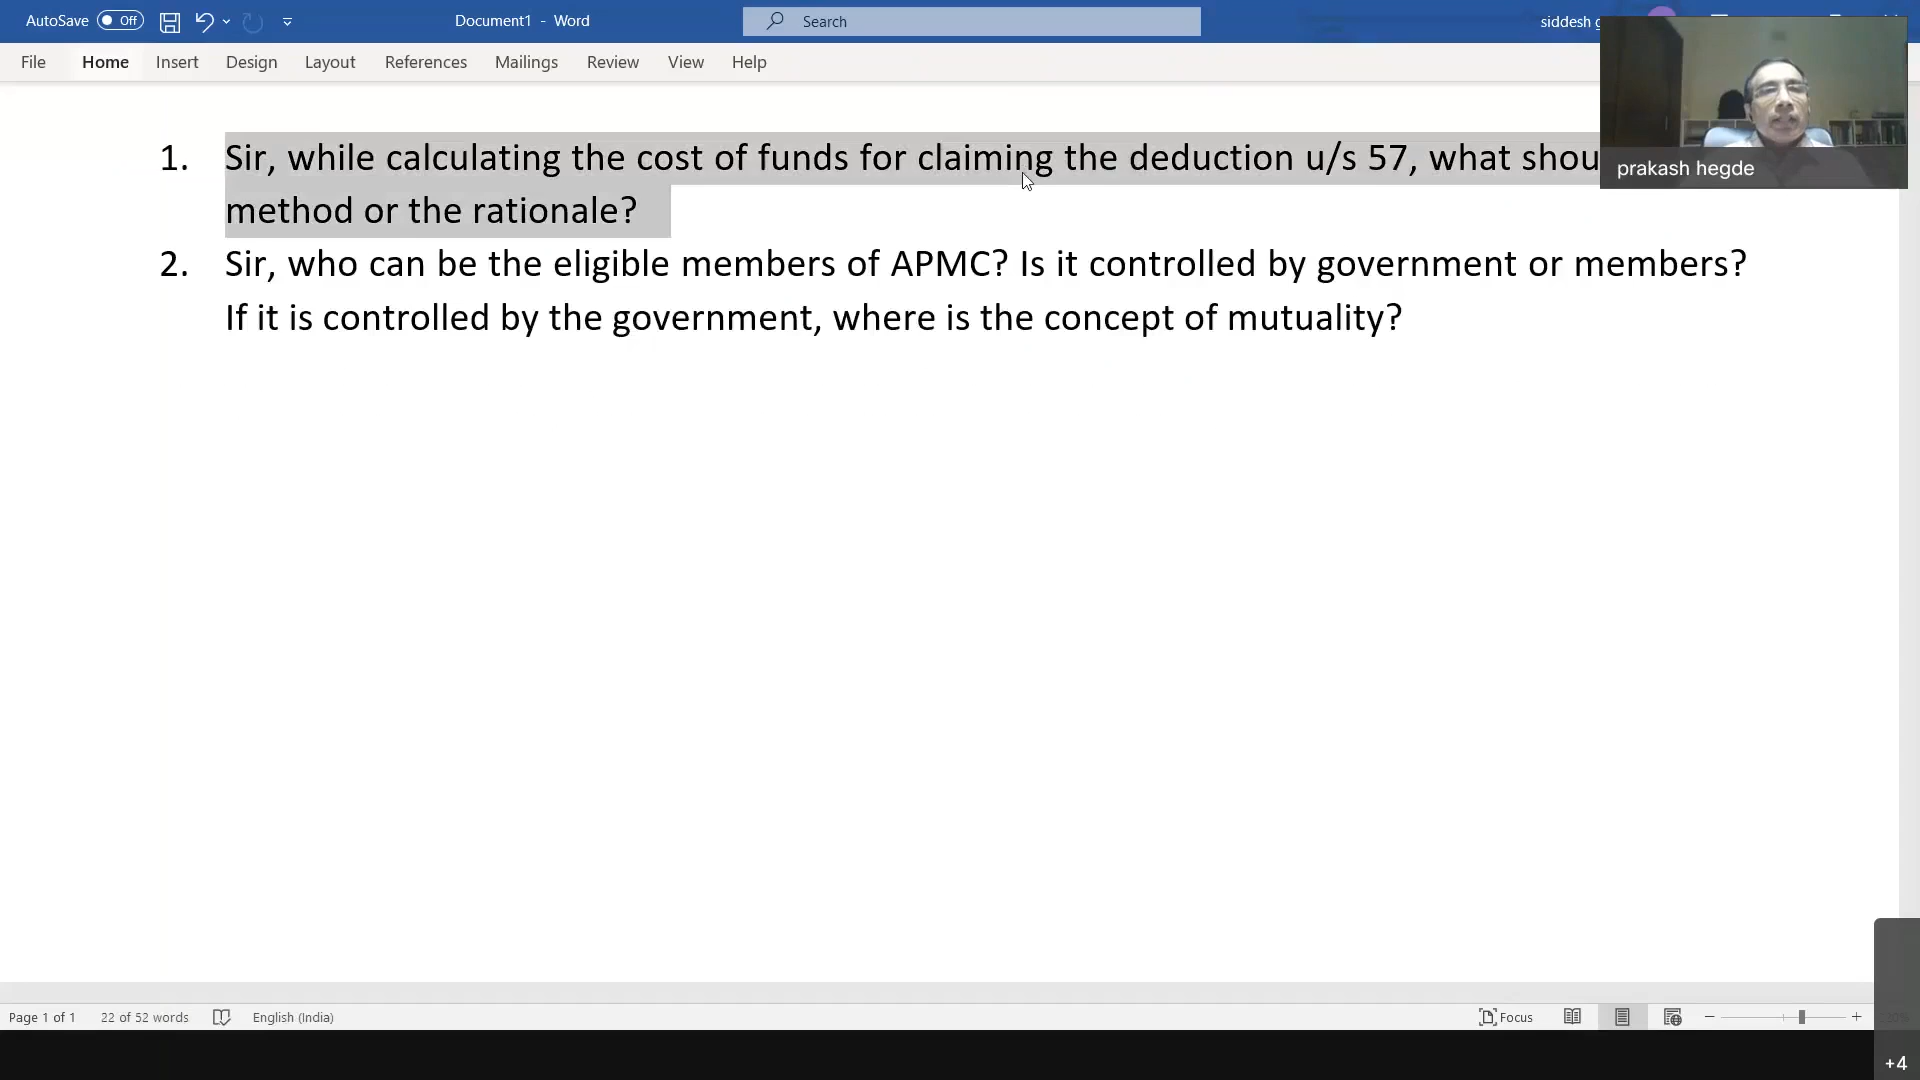 AutoSave Off Document1 - Word Search siddesh g
File Home Insert Design Layout References Mailings Review View Help
prakash hegde
1. Sir, while calculating the cost of funds for claiming the deduction u/s 57, what
method or the rationale?
2. Sir, who can be the eligible members of APMC? Is it controlled by government or members?
If it is controlled by the government, where is the concept of mutuality?
Page 1 of 1 22 of 52 words English (India) Focus
+4